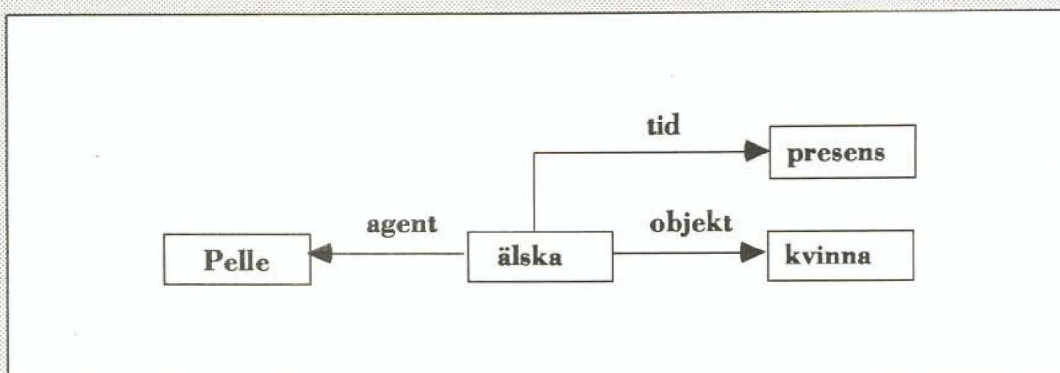 tid
presens
agent
objekt
Pelle
älska
kvinna